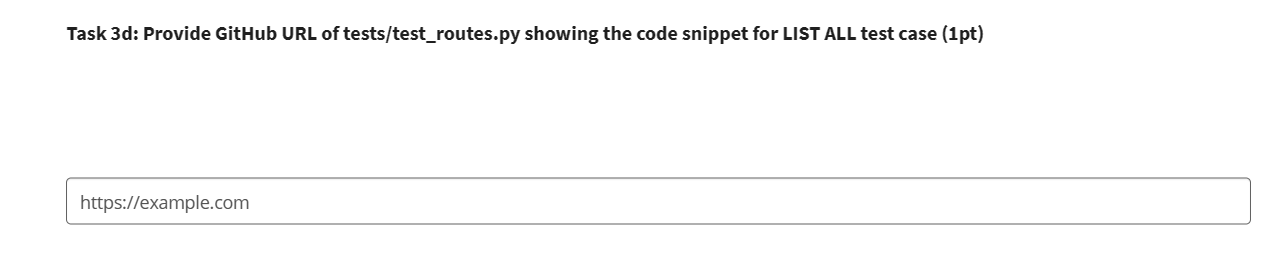 Task 3d: Provide GitHub URL of tests/test_routes.py showing the code snippet for LIST ALL test case (1pt)
https://example.com